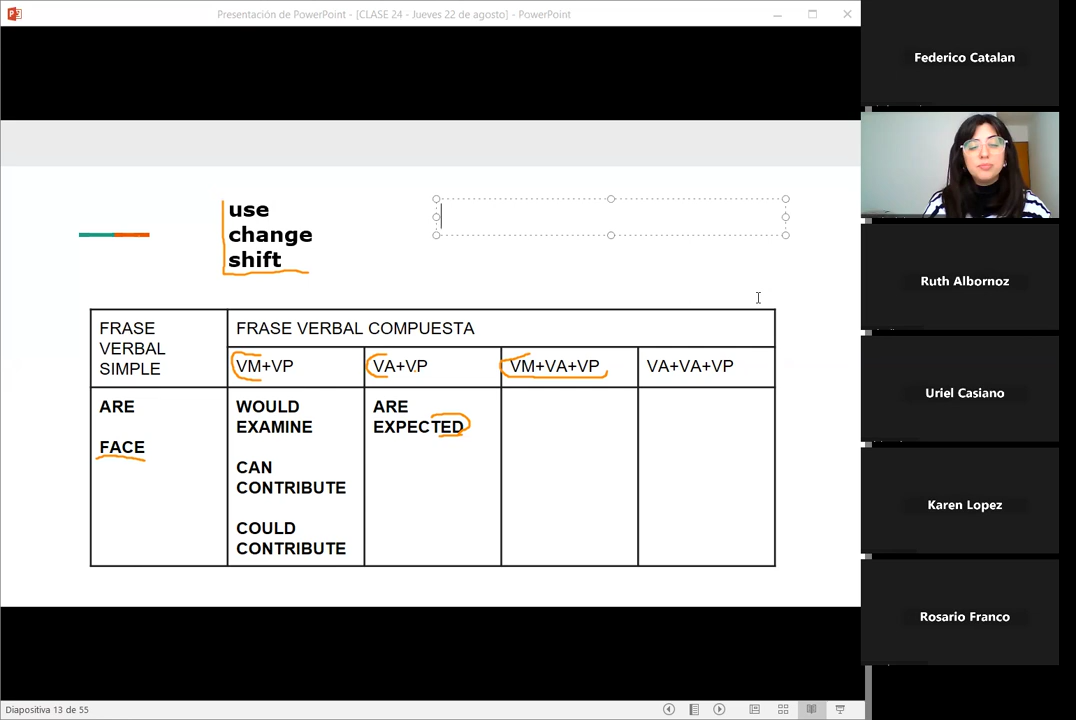 Presentación de PowerPoint - [CLASE 24 - Jueves 22 de agosto] - PowerPoint
Federico Catalan
use
change
shift
Ruth Albornoz
FRASE
VERBAL
SIMPLE
FRASE VERBAL COMPUESTA
VM+VP
VA+VP
VM+VA+VP
VA+VA+VP
ARE
FACE
WOULD
EXAMINE
CAN
CONTRIBUTE
COULD
CONTRIBUTE
ARE
EXPECTED
Uriel Casiano
Karen Lopez
Rosario Franco
Diapositiva 13 de 55